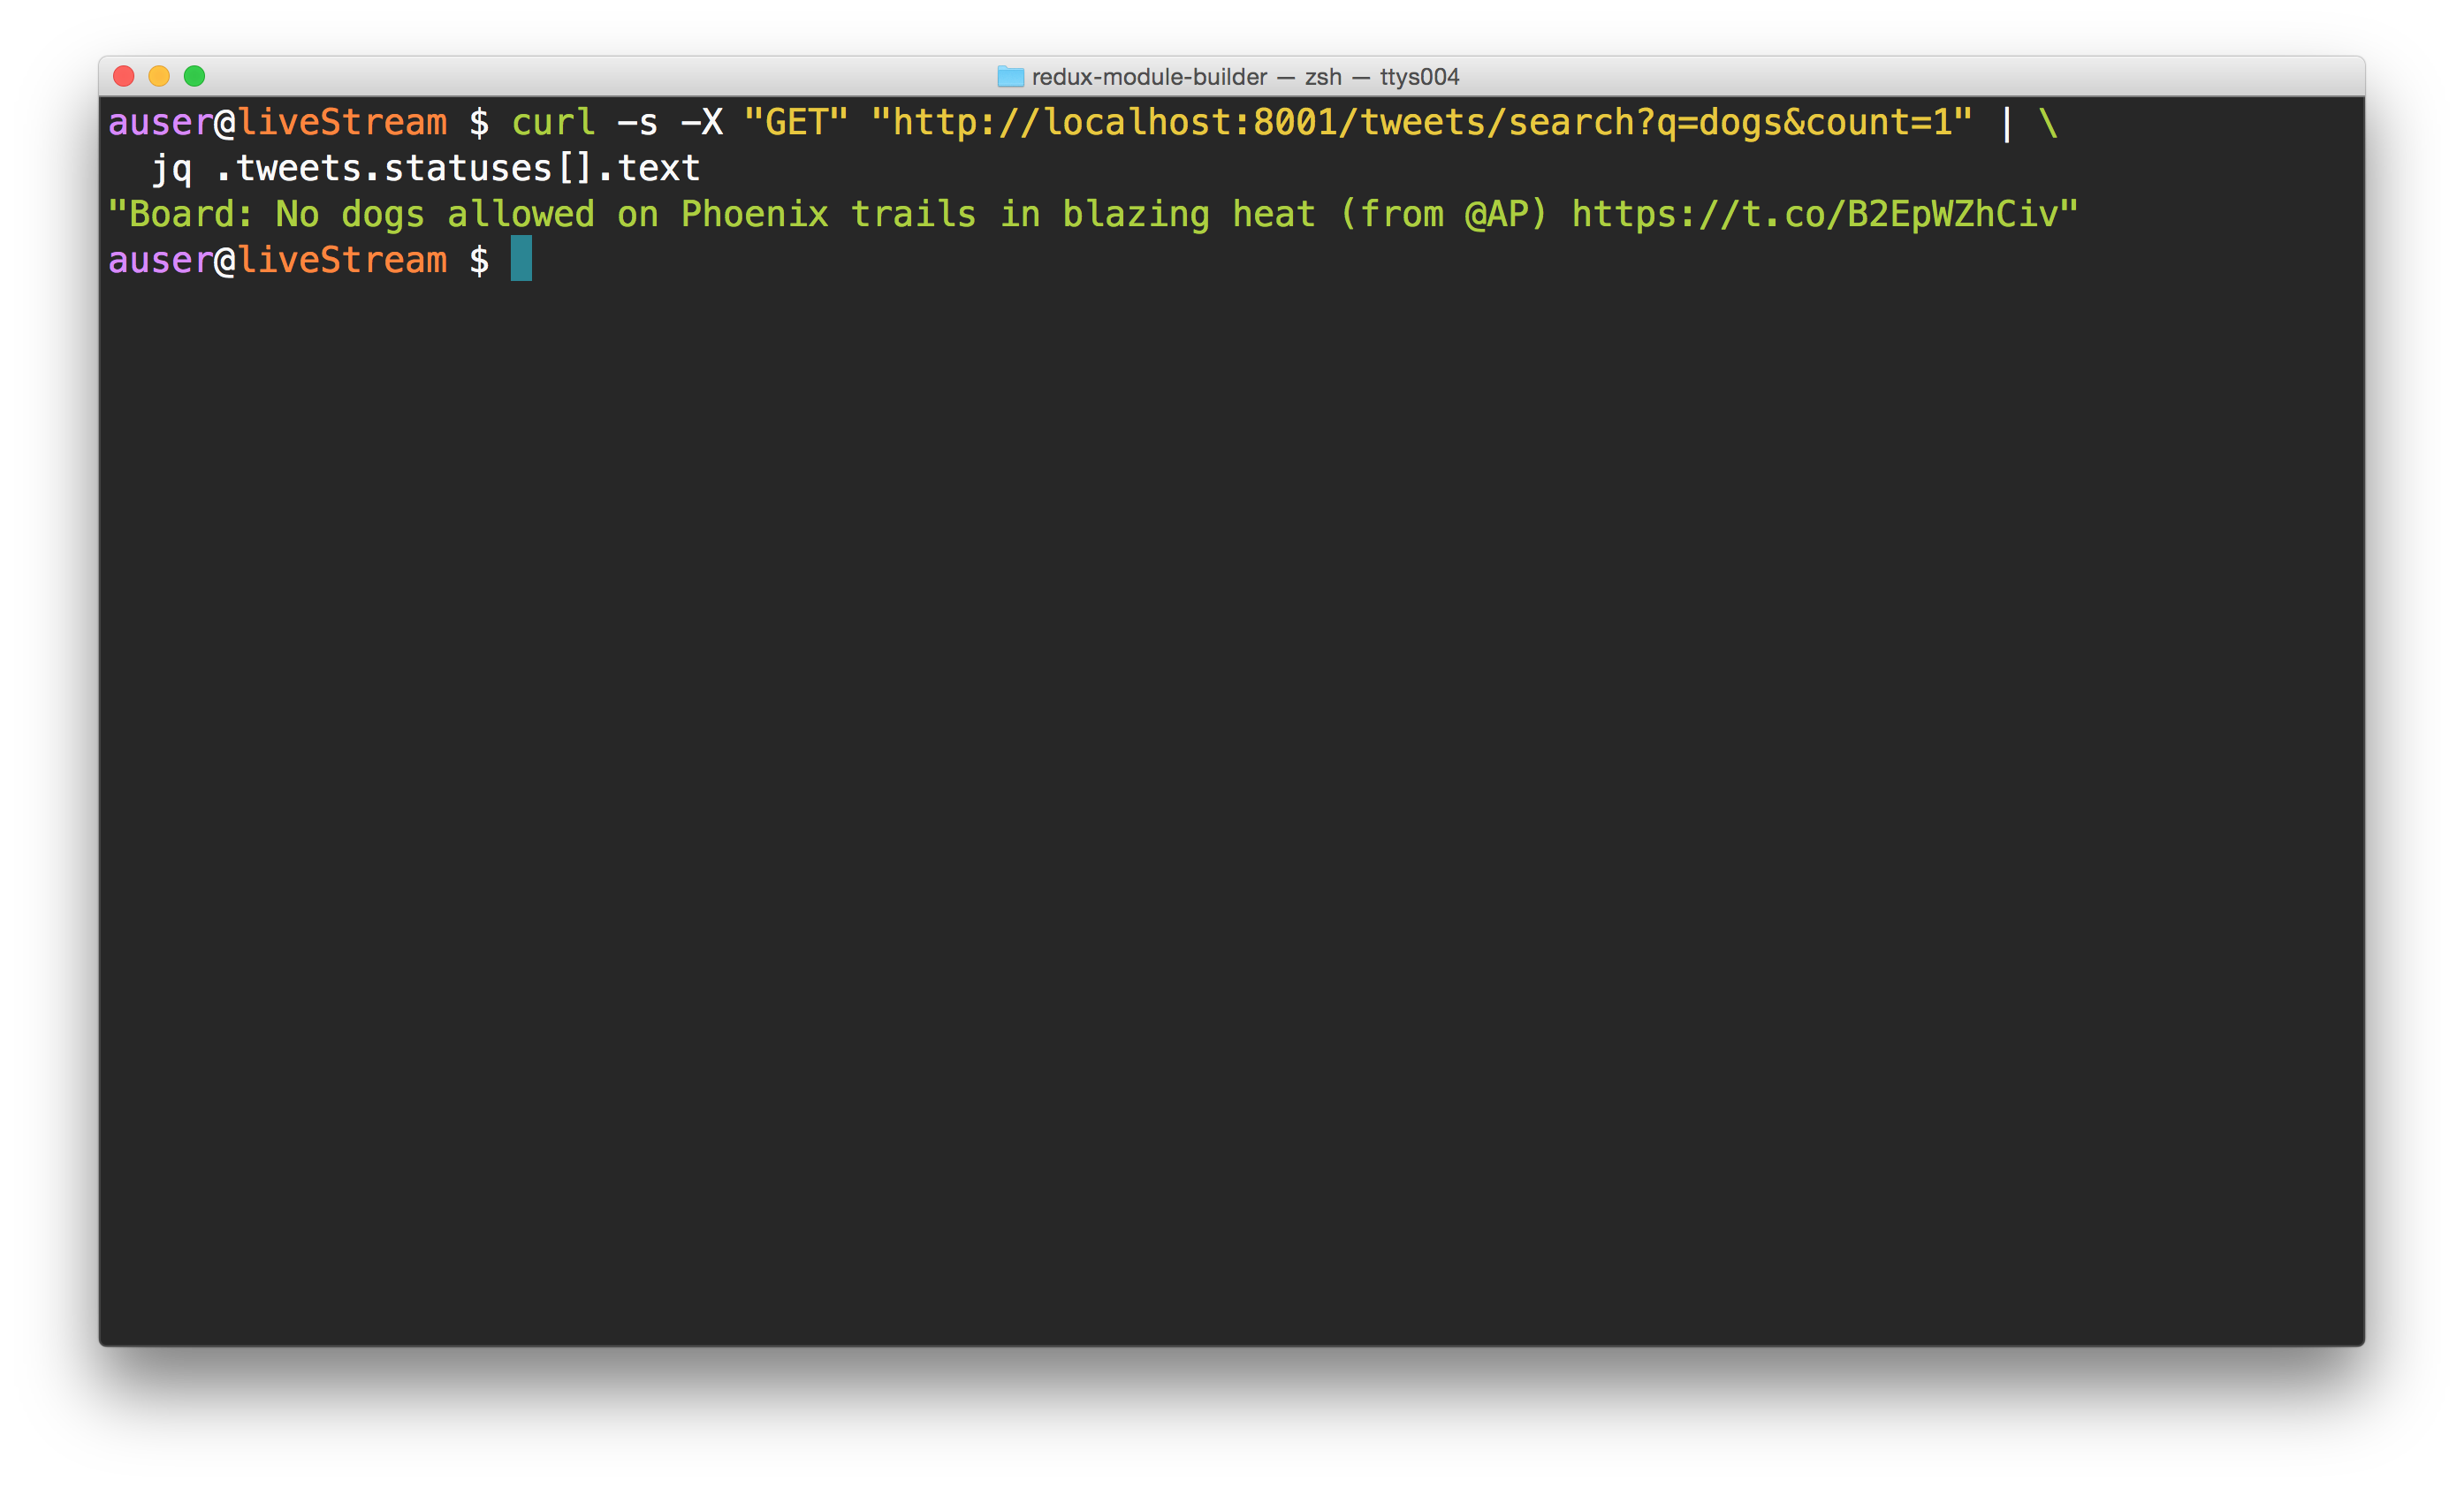 redux-module-builder — zsh — ttys004
auser@liveStream $ curl -s -X "GET" "http://localhost:8001/tweets/search?q=dogs&count=1" | \
  jq .tweets.statuses[].text
"Board: No dogs allowed on Phoenix trails in blazing heat (from @AP) https://t.co/B2EpWZhCiv"
auser@liveStream $